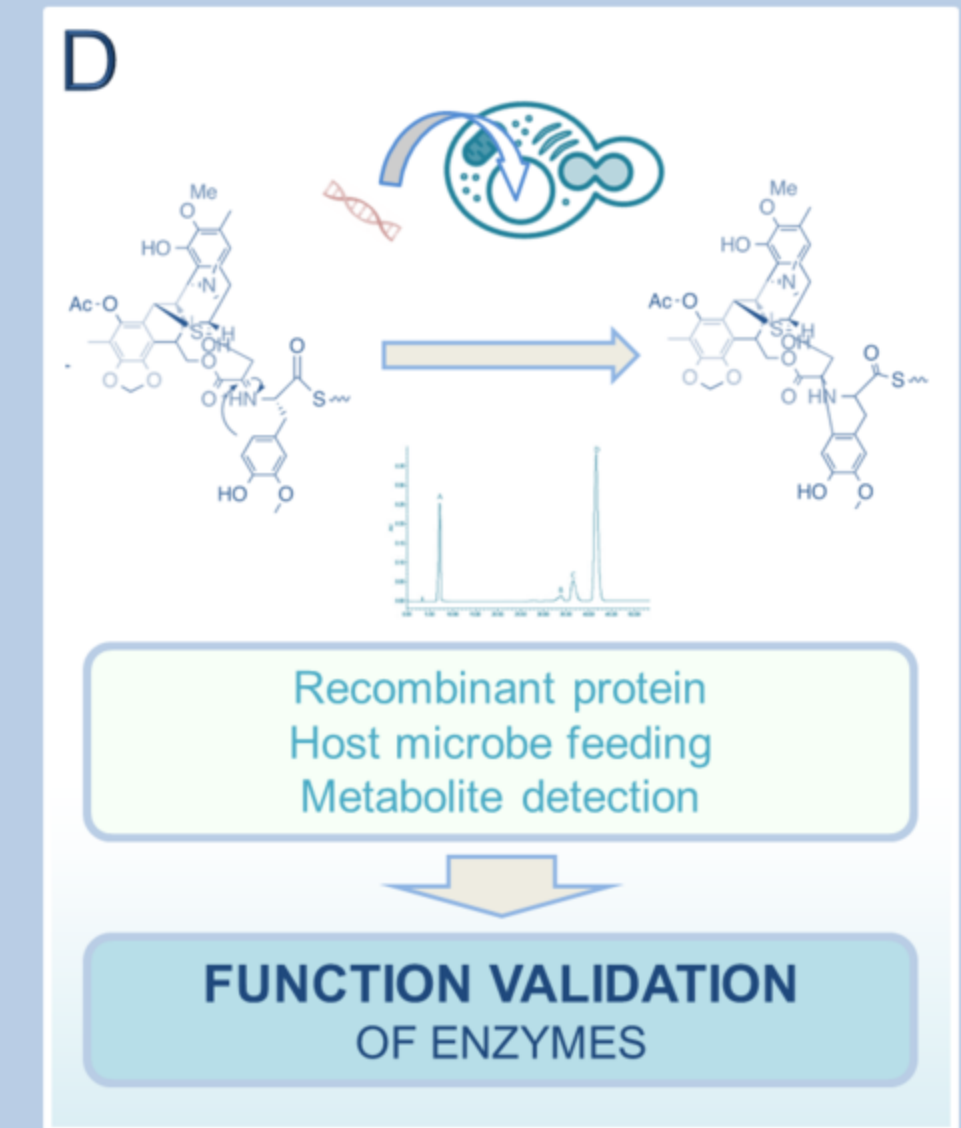 D
Me
O
HO
N
Ac-O
S
H
OH
O
O
O
O
O
HN
S
HO
O
Me
O
HO
N
Ac-O
S
H
OH
O
O
O
O
O
HN
S
HO
O
A
C
Recombinant protein
Host microbe feeding
Metabolite detection
FUNCTION VALIDATION
OF ENZYMES